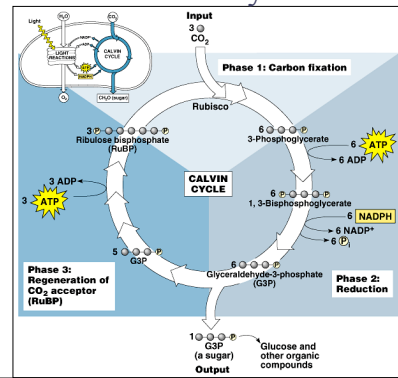 Light
H₂O
CO₂
LIGHT
REACTIONS
CALVIN
CYCLE
NADP⁺
ADP
ATP
NADPH
O₂
CH₂O (sugar)
Input
3
CO₂
Phase 1: Carbon fixation
Rubisco
3 P P
Ribulose bisphosphate
(RuBP)
6 P
3-Phosphoglycerate
6 ATP
6 ADP
CALVIN
CYCLE
3 ADP
3 ATP
6 P P
1, 3-Bisphosphoglycerate
6 NADPH
6 NADP⁺
6 Pᵢ
5 P
G3P
6 P
Glyceraldehyde-3-phosphate
(G3P)
Phase 3:
Regeneration of
CO₂ acceptor
(RuBP)
Phase 2:
Reduction
1 P
G3P
(a sugar)
Output
Glucose and
other organic
compounds